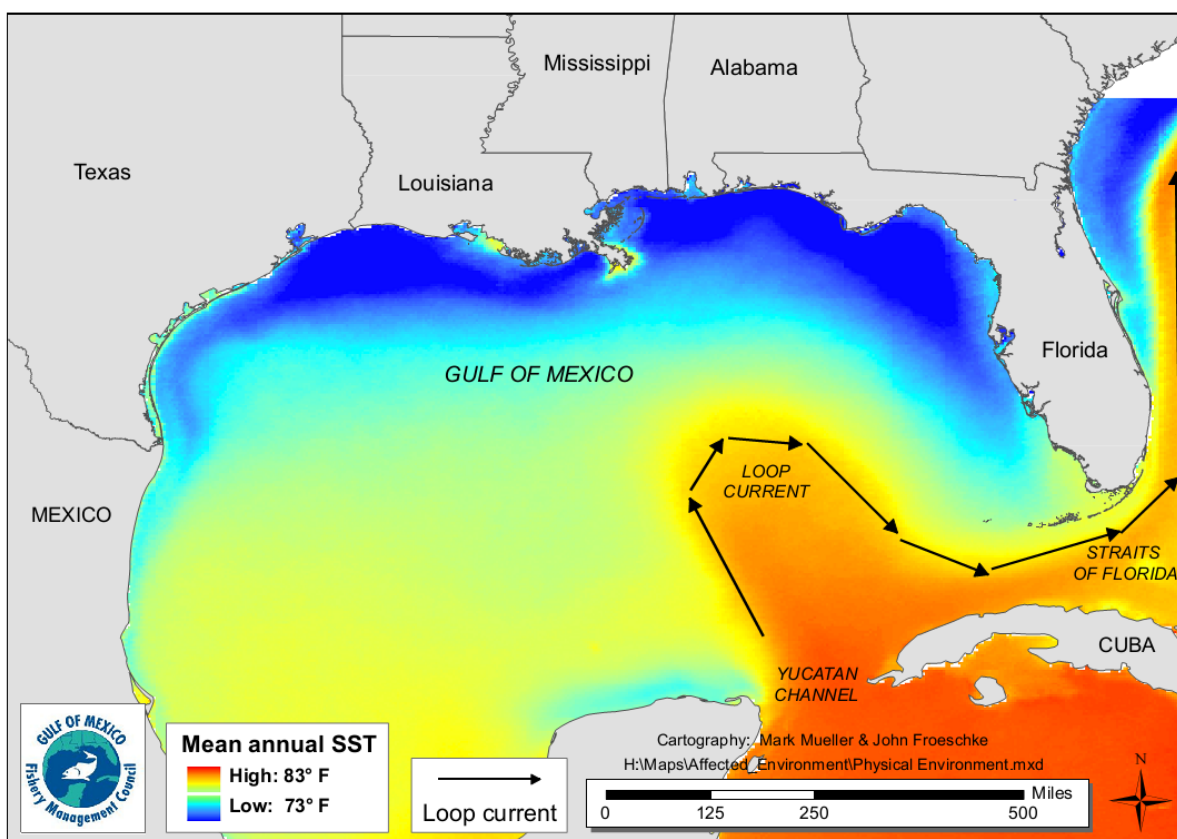 Mississippi
Alabama
Texas
Louisiana
GULF OF MEXICO
Florida
LOOP
CURRENT
MEXICO
STRAITS
OF FLORIDA
CUBA
YUCATAN
CHANNEL
GULF OF MEXICO
Fishery Management Council
Mean annual SST
High: 83° F
Low: 73° F
Loop current
Cartography: Mark Mueller & John Froeschke
H:\Maps\Affected_Environment\Physical Environment.mxd
Miles
0 125 250 500
N